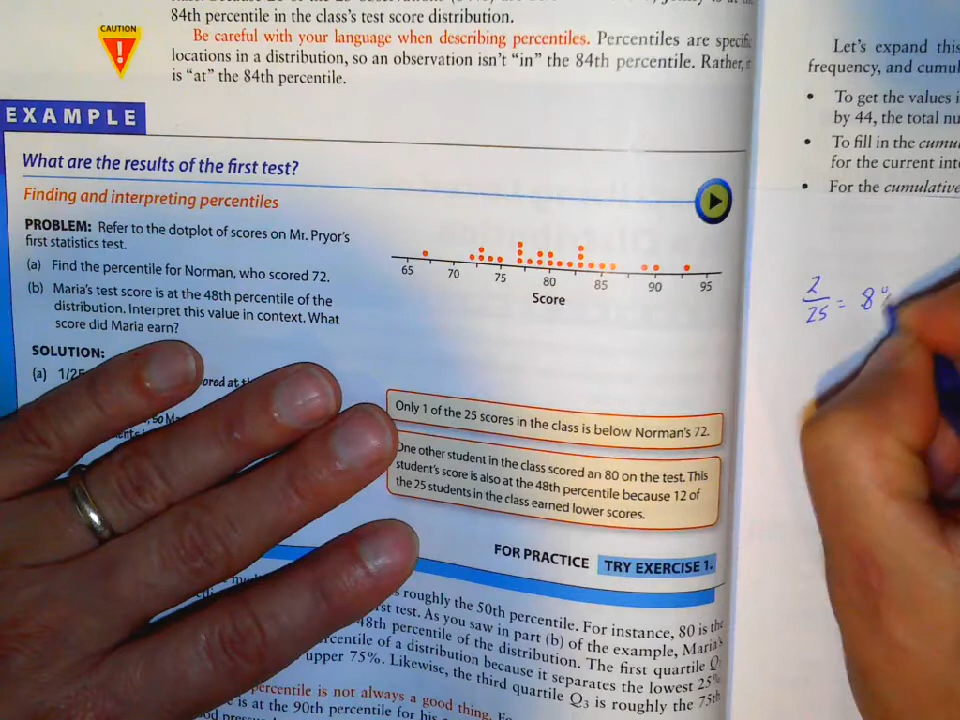 84th percentile in the class's test score distribution.
CAUTION
!
Be careful with your language when describing percentiles. Percentiles are specific
locations in a distribution, so an observation isn't "in" the 84th percentile. Rather, it
is "at" the 84th percentile.
EXAMPLE
What are the results of the first test?
Finding and interpreting percentiles
PROBLEM: Refer to the dotplot of scores on Mr. Pryor's
first statistics test.
(a) Find the percentile for Norman, who scored 72.
(b) Maria's test score is at the 48th percentile of the
distribution. Interpret this value in context. What
score did Maria earn?
65 70 75 80 85 90 95
Score
SOLUTION:
(a) 1/25
ored at
so Ma
Only 1 of the 25 scores in the class is below Norman's 72.
One other student in the class scored an 80 on the test. This
student's score is also at the 48th percentile because 12 of
the 25 students in the class earned lower scores.
FOR PRACTICE TRY EXERCISE 1.
s roughly the 50th percentile. For instance, 80 is the
rst test. As you saw in part (b) of the example, Maria's
48th percentile of the distribution. The first quartile Q1
rcentile of a distribution because it separates the lowest 25%
upper 75%. Likewise, the third quartile Q3 is roughly the 75th
percentile is not always a good thing.
is at the 90th percentile for his
Let's expand this
frequency, and cumul
• To get the values i
by 44, the total nu
• To fill in the cumu
for the current inte
• For the cumulative
2
25 = 8%